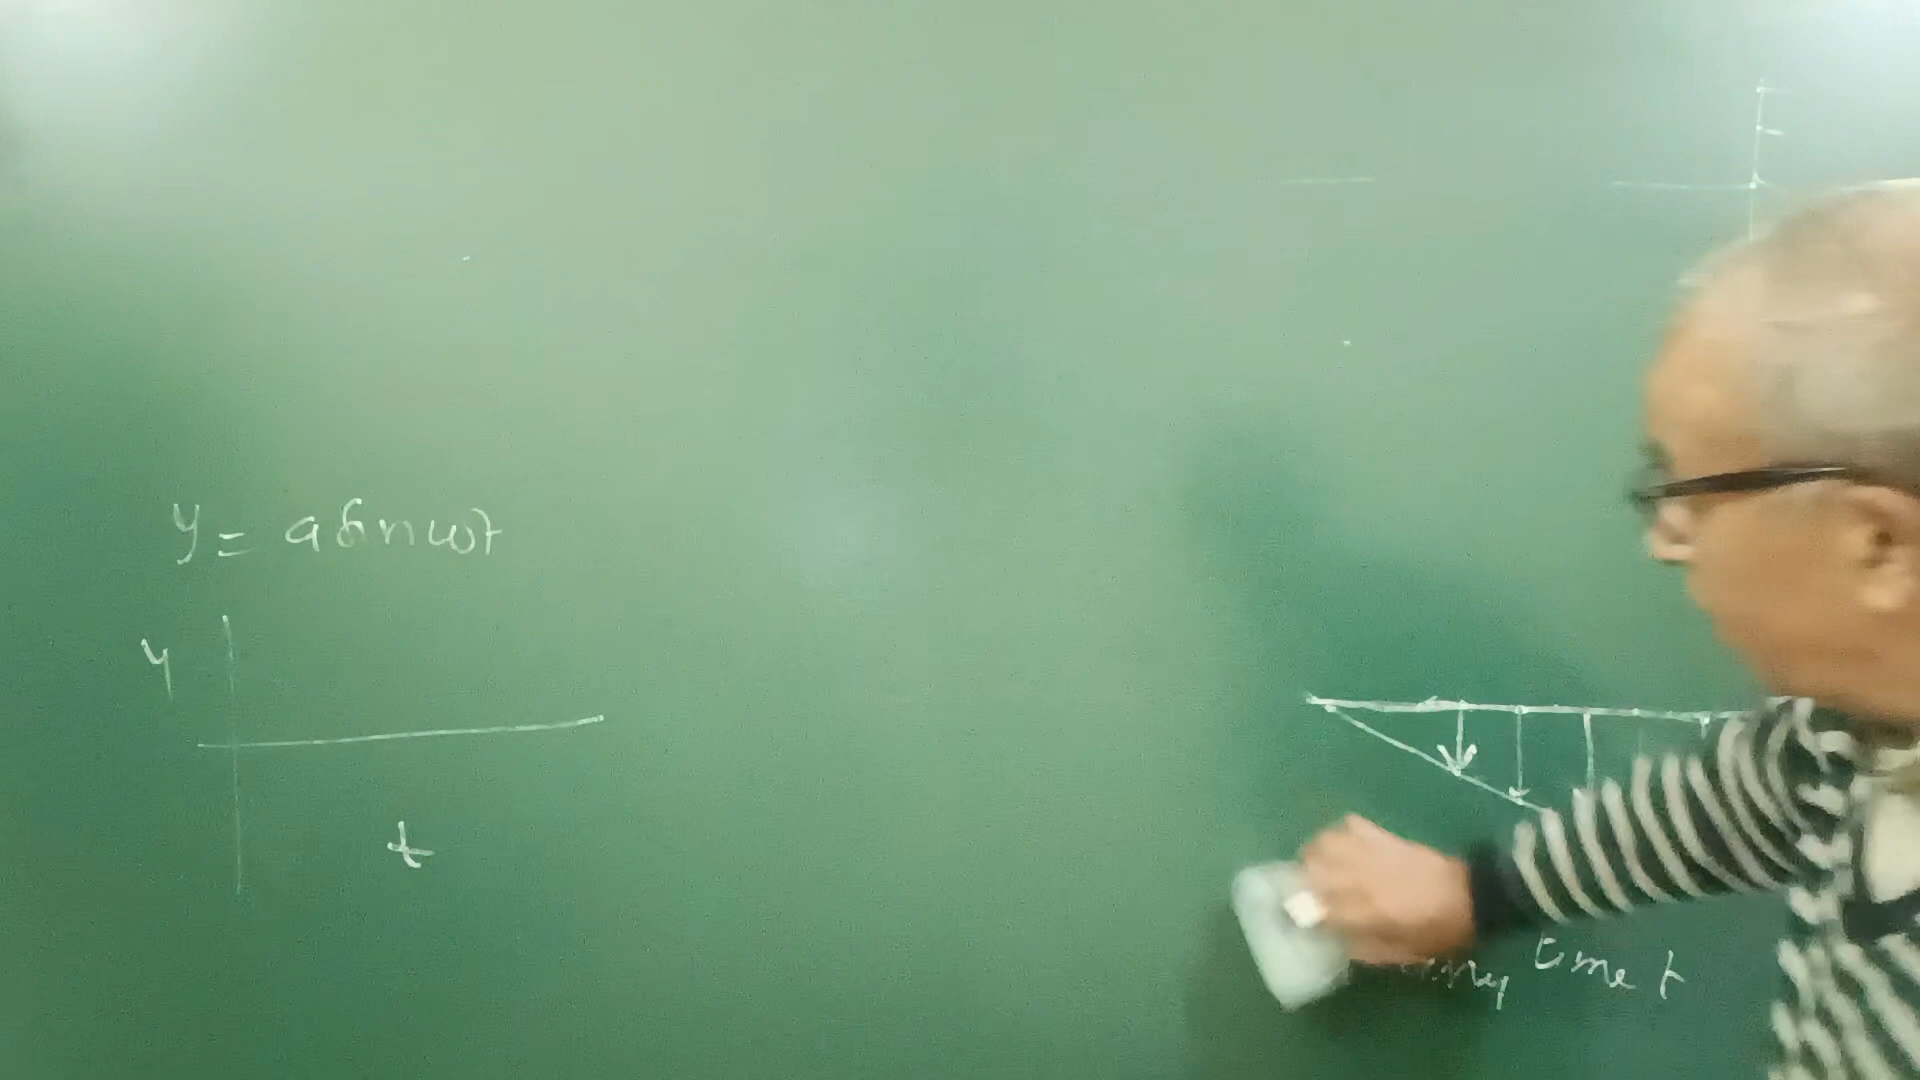 y = a sin ωt
y
t
time t